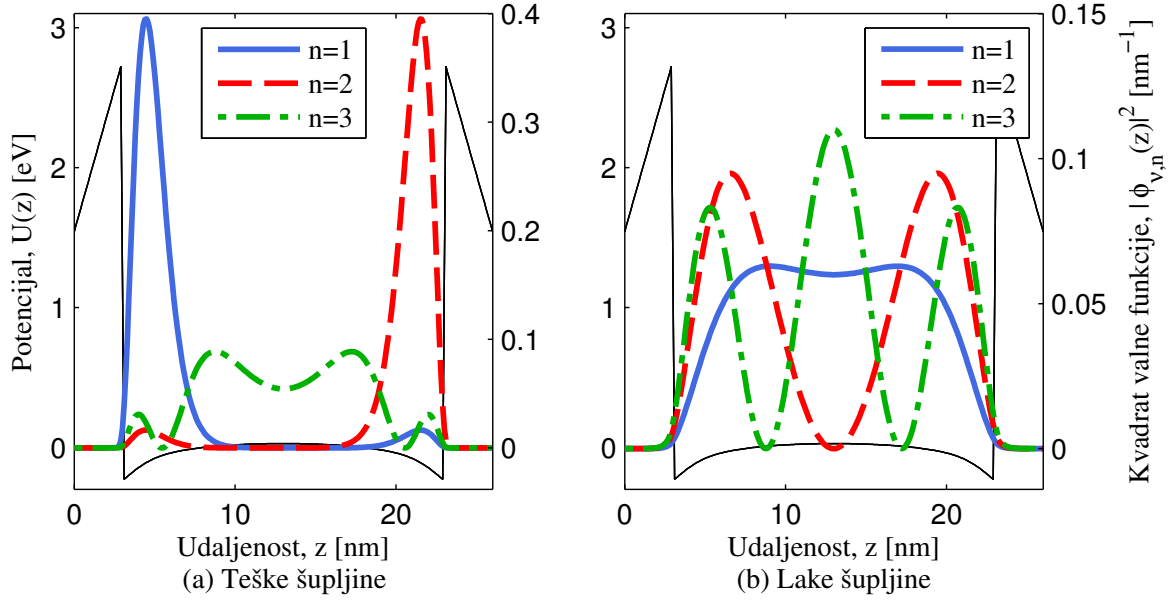 Potencijal, U(z) [eV]
3
2
1
0
0.4
0.3
0.2
0.1
0
n=1
n=2
n=3
0
10
20
Udaljenost, z [nm]
(a) Teške šupljine
3
2
1
0
0.15
0.1
0.05
0
n=1
n=2
n=3
0
10
20
Udaljenost, z [nm]
(b) Lake šupljine
Kvadrat valne funkcije, |ϕν,n(z)|² [nm⁻¹]